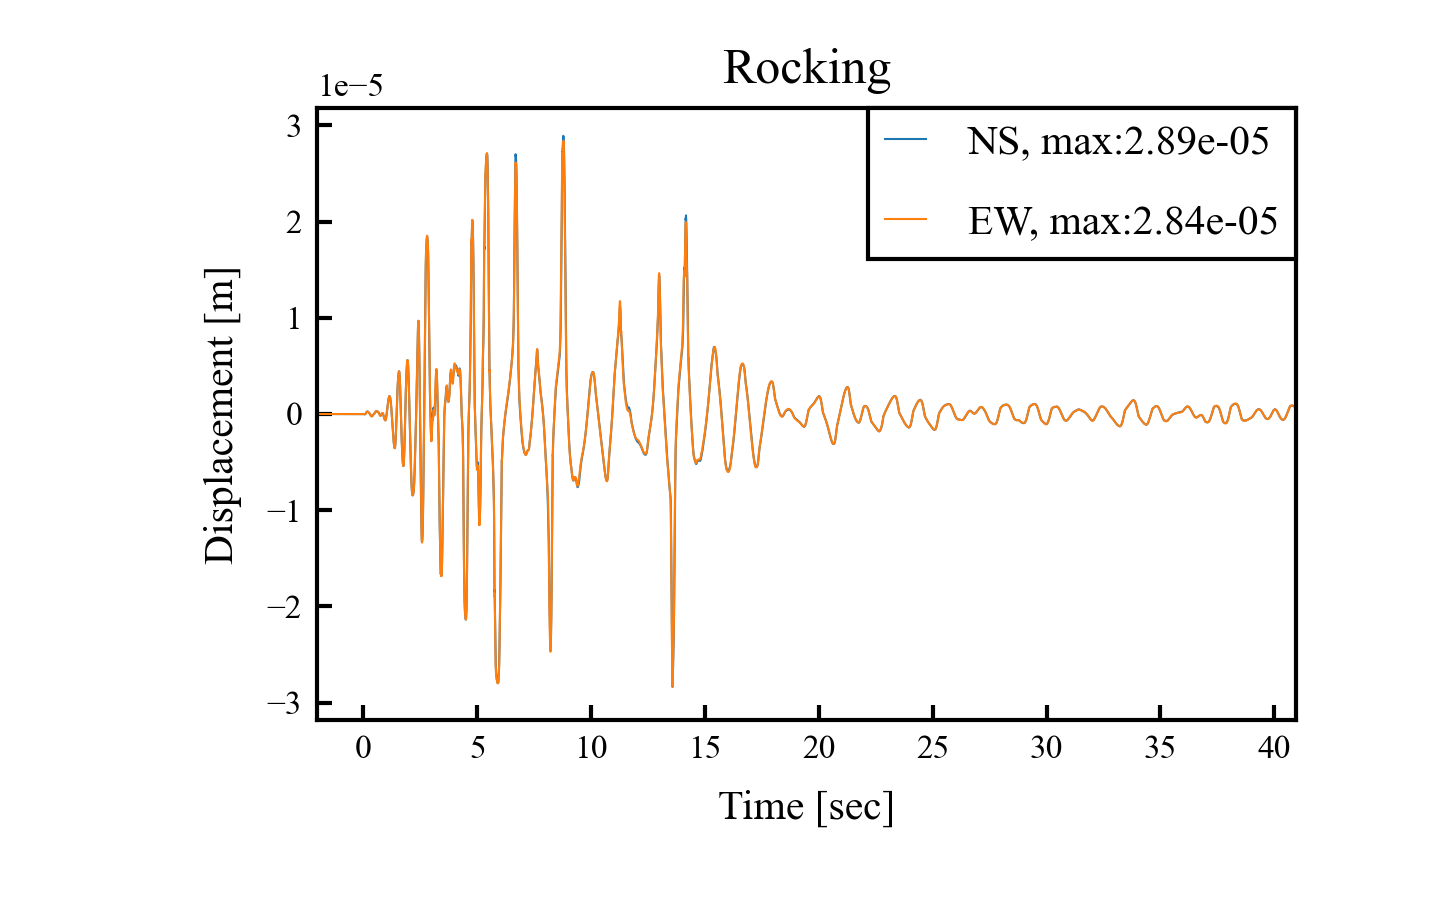 Rocking
1e−5
NS, max:2.89e-05
EW, max:2.84e-05
3
2
1
0
−1
−2
−3
Displacement [m]
0 5 10 15 20 25 30 35 40
Time [sec]